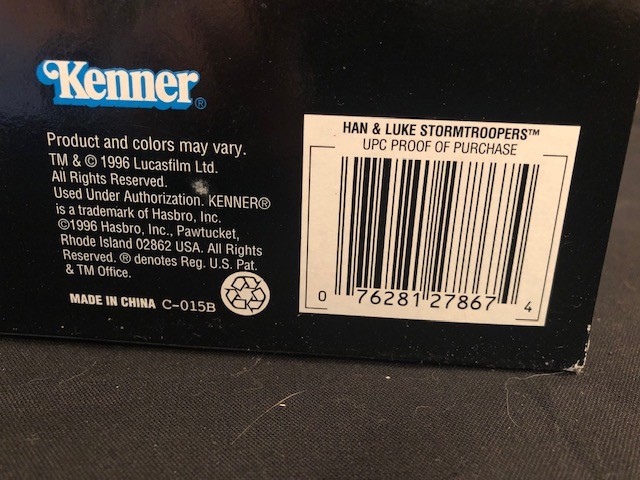 Kenner®
Product and colors may vary.
TM & © 1996 Lucasfilm Ltd.
All Rights Reserved.
Used Under Authorization. KENNER®
is a trademark of Hasbro, Inc.
©1996 Hasbro, Inc., Pawtucket,
Rhode Island 02862 USA. All Rights
Reserved. ® denotes Reg. U.S. Pat.
& TM Office.
MADE IN CHINA C-015B
HAN & LUKE STORMTROOPERS™
UPC PROOF OF PURCHASE
0 76281 27867 4